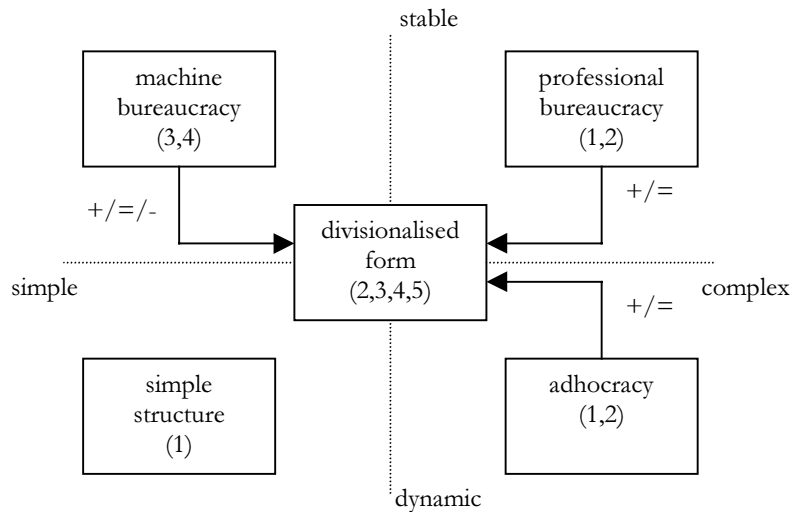 stable
machine
bureaucracy
(3,4)
professional
bureaucracy
(1,2)
+/=/-
+/=
divisionalised
form
(2,3,4,5)
simple
complex
+/=
simple
structure
(1)
adhocracy
(1,2)
dynamic